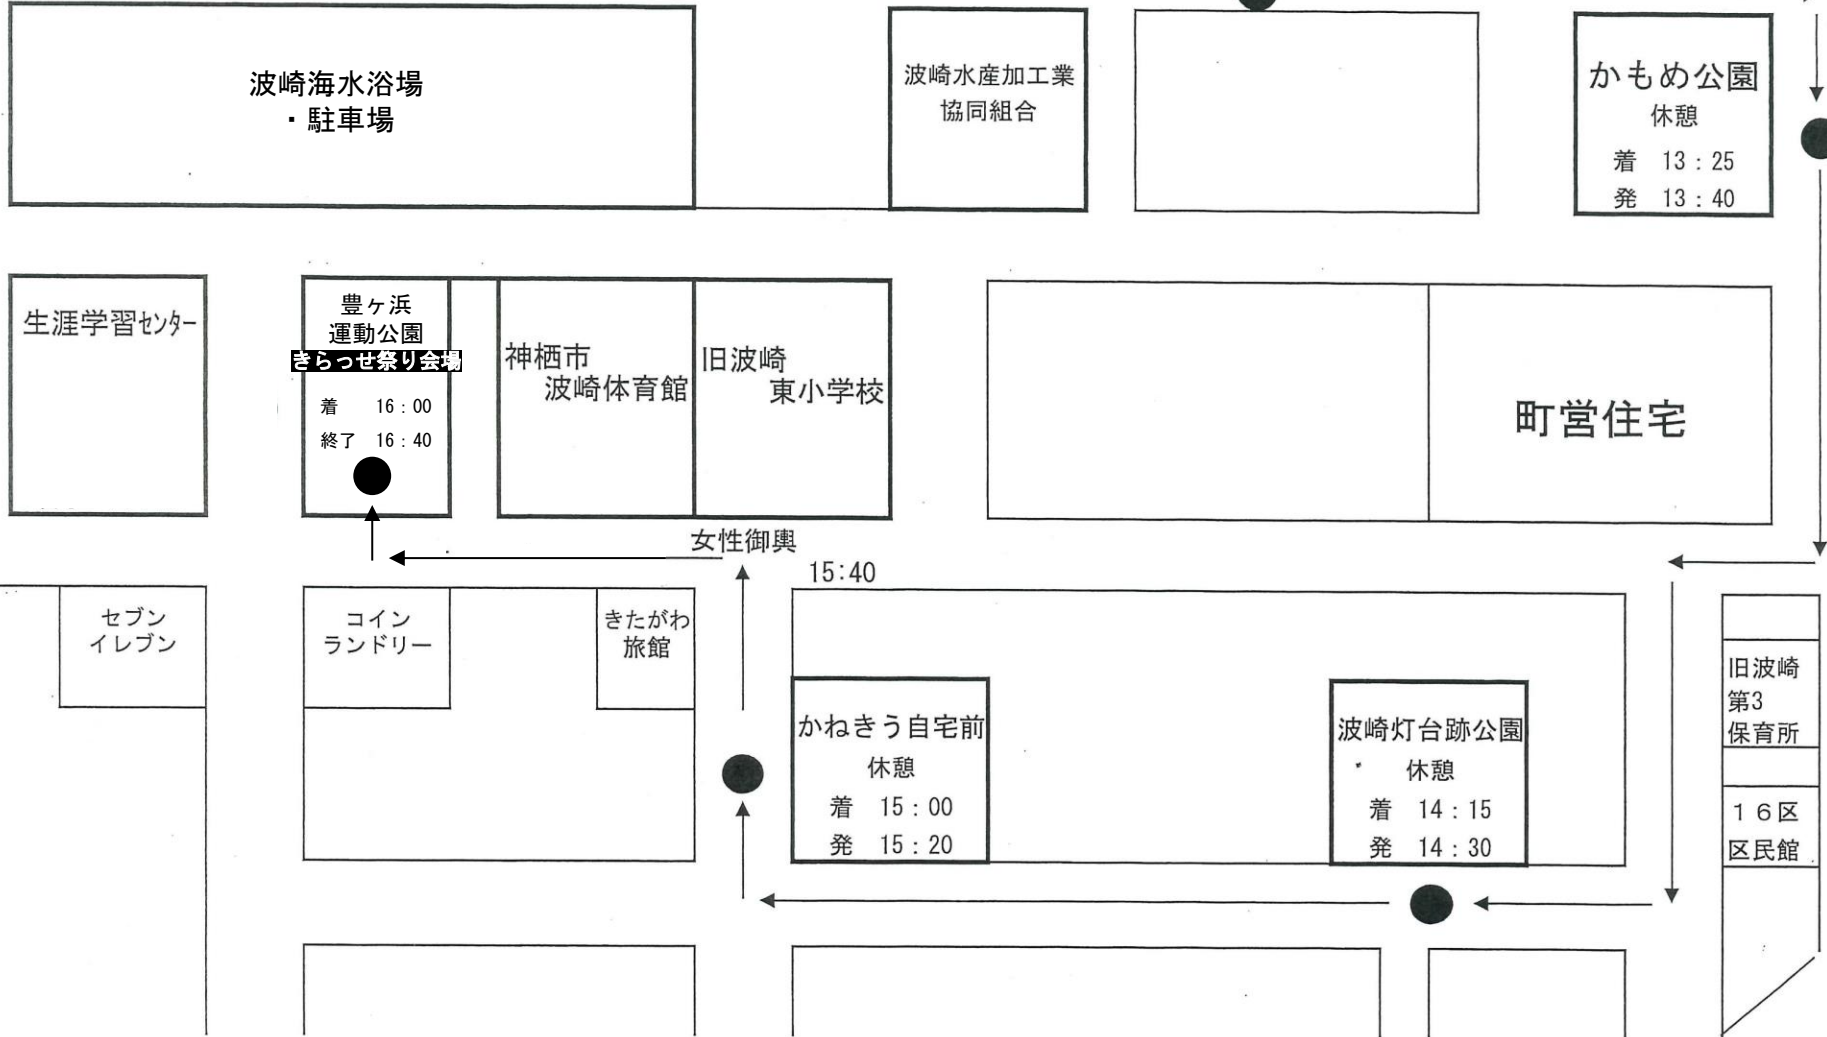 波崎海水浴場
・駐車場
波崎水産加工業
協同組合
かもめ公園
休憩
着 13：25
発 13：40
生涯学習センター
豊ヶ浜
運動公園
きらっせ祭り会場
着 16：00
終了 16：40
神栖市
波崎体育館
旧波崎
東小学校
町営住宅
女性御輿
15:40
セブン
イレブン
コイン
ランドリー
きたがわ
旅館
かねきう自宅前
休憩
着 15：00
発 15：20
波崎灯台跡公園
休憩
着 14：15
発 14：30
旧波崎
第3
保育所
１６区
区民館